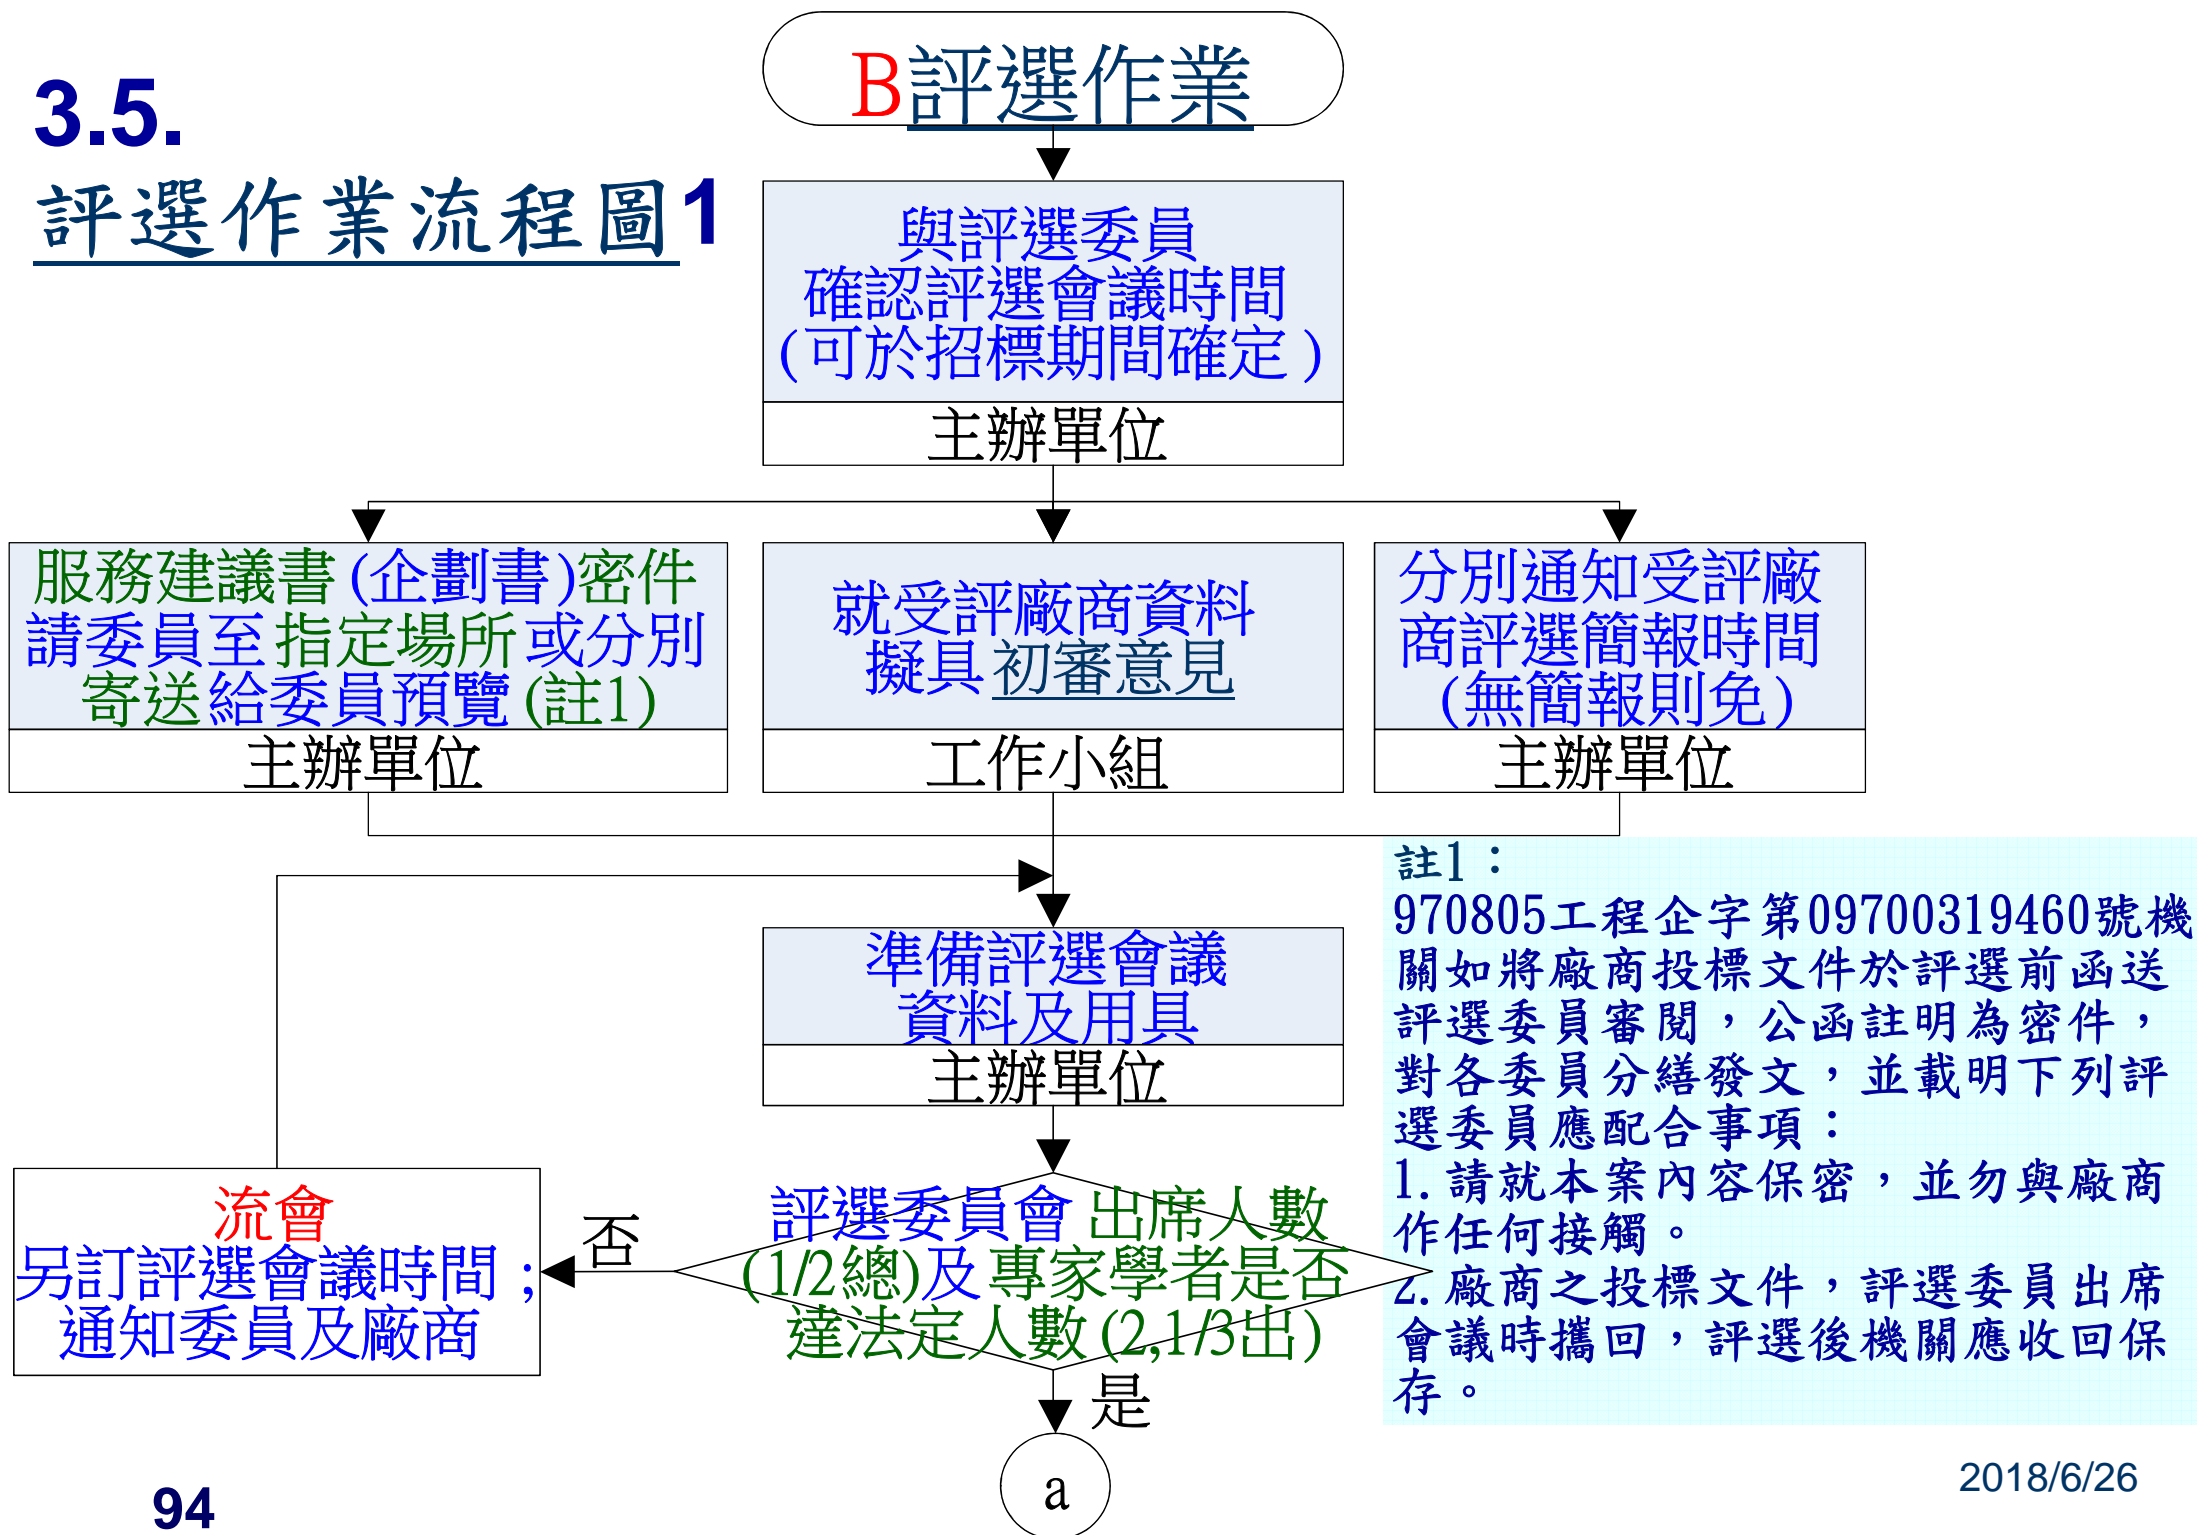 3.5.
評選作業流程圖1
B評選作業
與評選委員
確認評選會議時間
(可於招標期間確定)
主辦單位
服務建議書(企劃書)密件
請委員至指定場所或分別
寄送給委員預覽(註1)
主辦單位
就受評廠商資料
擬具初審意見
工作小組
分別通知受評廠
商評選簡報時間
(無簡報則免)
主辦單位
準備評選會議
資料及用具
主辦單位
評選委員會出席人數
(1/2總)及專家學者是否
達法定人數(2,1/3出)
否
流會
另訂評選會議時間;
通知委員及廠商
是
a
註1：
970805工程企字第09700319460號機
關如將廠商投標文件於評選前函送
評選委員審閱，公函註明為密件，
對各委員分繕發文，並載明下列評
選委員應配合事項：
1.請就本案內容保密，並勿與廠商
作任何接觸。
2.廠商之投標文件，評選委員出席
會議時攜回，評選後機關應收回保
存。
94
2018/6/26